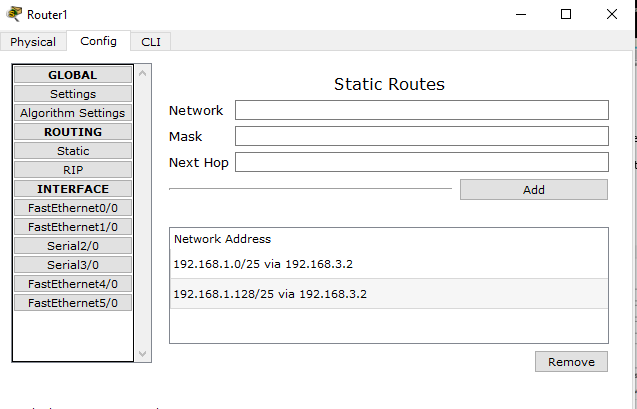 Router1
Physical Config CLI
GLOBAL
Settings
Algorithm Settings
ROUTING
Static
RIP
INTERFACE
FastEthernet0/0
FastEthernet1/0
Serial2/0
Serial3/0
FastEthernet4/0
FastEthernet5/0
Static Routes
Network
Mask
Next Hop
Add
Network Address
192.168.1.0/25 via 192.168.3.2
192.168.1.128/25 via 192.168.3.2
Remove